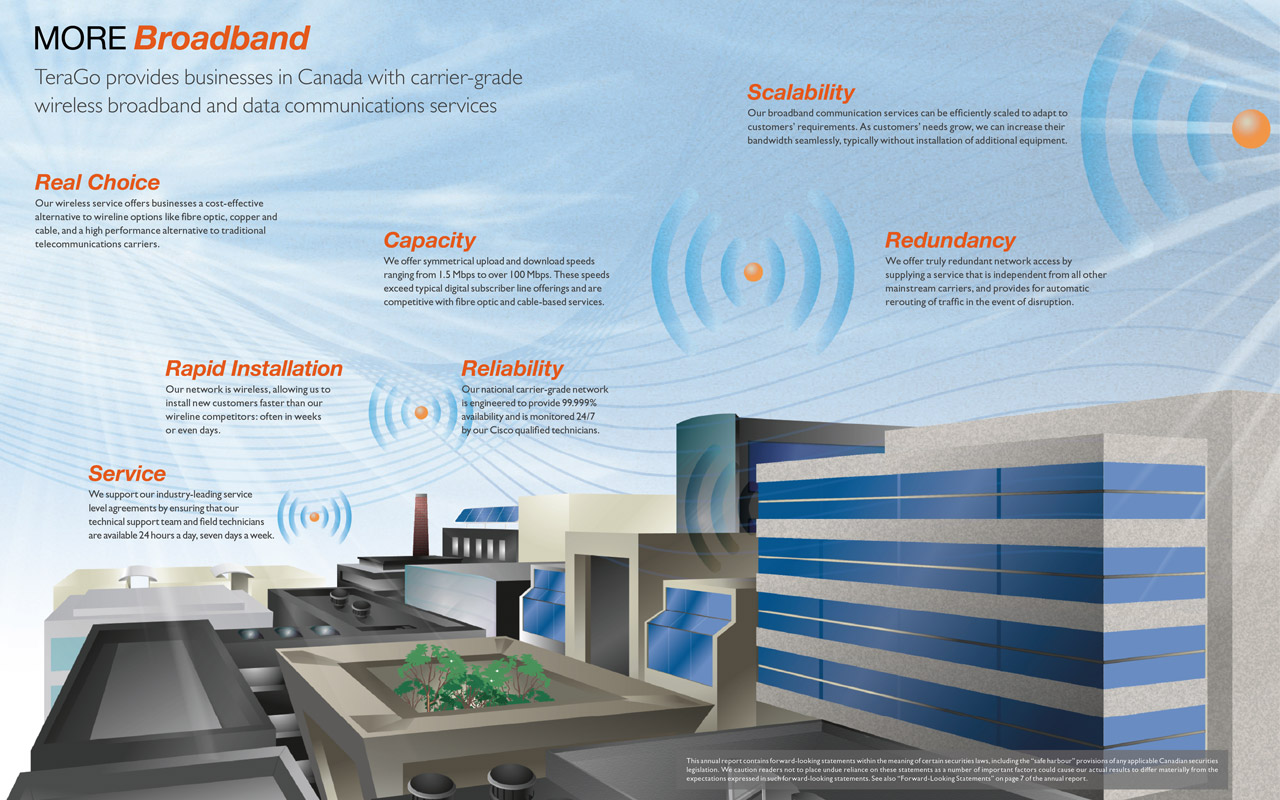 MORE Broadband
TeraGo provides businesses in Canada with carrier-grade
wireless broadband and data communications services
Scalability
Our broadband communication services can be efficiently scaled to adapt to
customers' requirements. As customers' needs grow, we can increase their
bandwidth seamlessly, typically without installation of additional equipment.
Real Choice
Our wireless service offers businesses a cost-effective
alternative to wireline options like fibre optic, copper and
cable, and a high performance alternative to traditional
telecommunications carriers.
Capacity
We offer symmetrical upload and download speeds
ranging from 1.5 Mbps to over 100 Mbps. These speeds
exceed typical digital subscriber line offerings and are
competitive with fibre optic and cable-based services.
Redundancy
We offer truly redundant network access by
supplying a service that is independent from all other
mainstream carriers, and provides for automatic
rerouting of traffic in the event of disruption.
Rapid Installation
Our network is wireless, allowing us to
install new customers faster than our
wireline competitors: often in weeks
or even days.
Reliability
Our national carrier-grade network
is engineered to provide 99.999%
availability and is monitored 24/7
by our Cisco qualified technicians.
Service
We support our industry-leading service
level agreements by ensuring that our
technical support team and field technicians
are available 24 hours a day, seven days a week.
This annual report contains forward-looking statements within the meaning of certain securities laws, including the "safe harbour" provisions of any applicable Canadian securities
legislation. We caution readers not to place undue reliance on these statements as a number of important factors could cause our actual results to differ materially from the
expectations expressed in such forward-looking statements. See also "Forward-Looking Statements" on page 7 of the annual report.